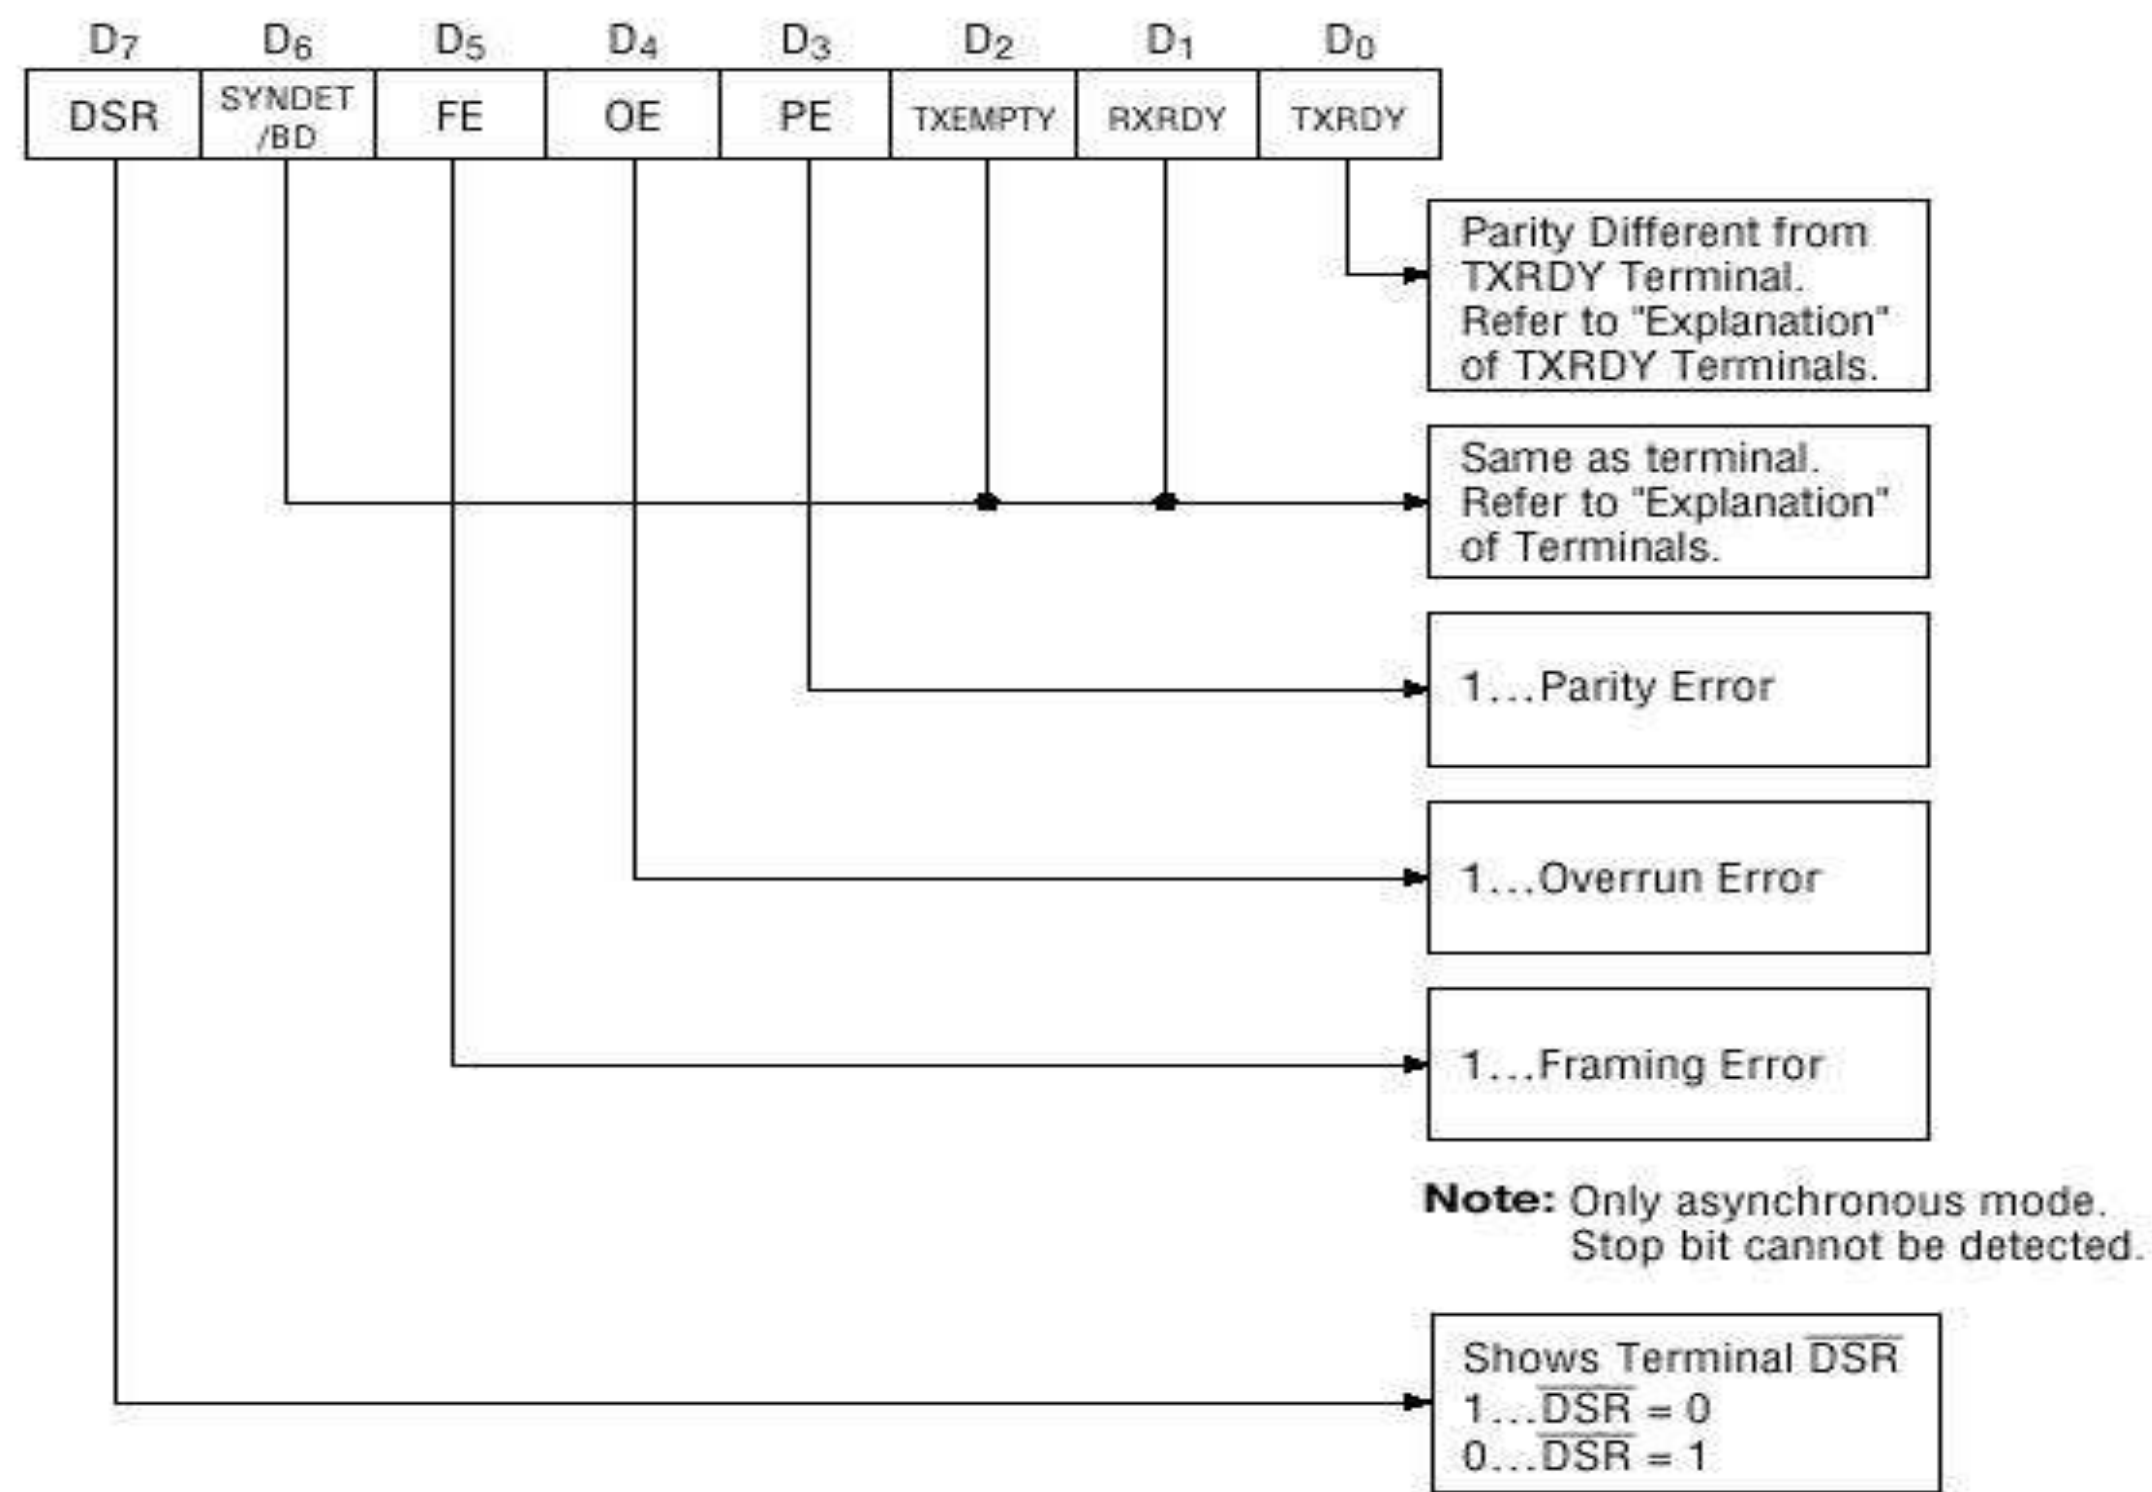 D7 D6 D5 D4 D3 D2 D1 D0
DSR SYNDET /BD FE OE PE TXEMPTY RXRDY TXRDY
Parity Different from
TXRDY Terminal.
Refer to "Explanation"
of TXRDY Terminals.
Same as terminal.
Refer to "Explanation"
of Terminals.
1...Parity Error
1...Overrun Error
1...Framing Error
Note: Only asynchronous mode.
Stop bit cannot be detected.
Shows Terminal D̅S̅R̅
1...D̅S̅R̅ = 0
0...D̅S̅R̅ = 1